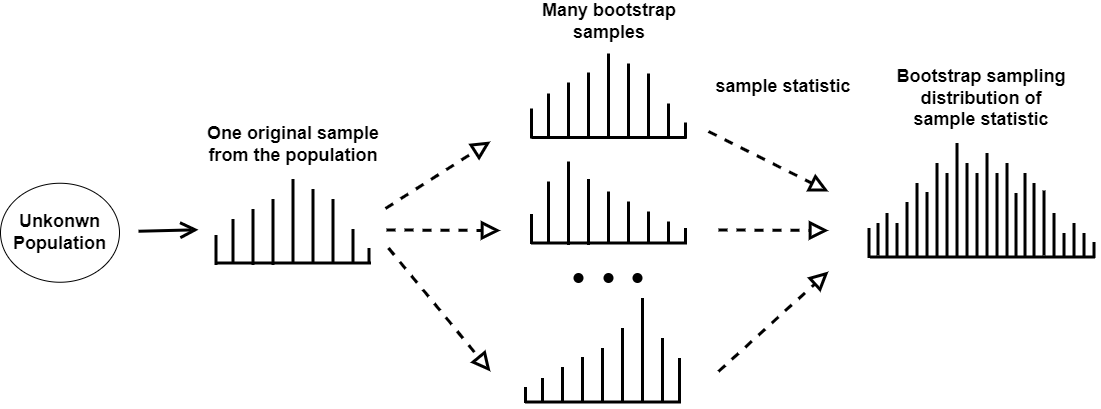 Unkonwn
Population
One original sample
from the population
Many bootstrap
samples
sample statistic
Bootstrap sampling
distribution of
sample statistic